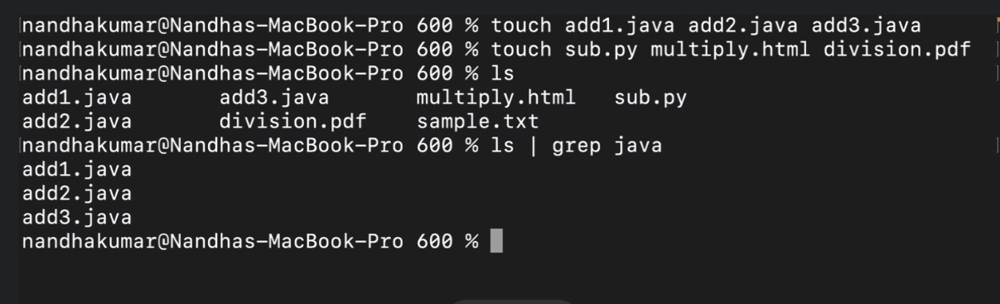 nandhakumar@Nandhas-MacBook-Pro 600 % touch add1.java add2.java add3.java
nandhakumar@Nandhas-MacBook-Pro 600 % touch sub.py multiply.html division.pdf
nandhakumar@Nandhas-MacBook-Pro 600 % ls
add1.java add3.java multiply.html sub.py
add2.java division.pdf sample.txt
nandhakumar@Nandhas-MacBook-Pro 600 % ls | grep java
add1.java
add2.java
add3.java
nandhakumar@Nandhas-MacBook-Pro 600 %